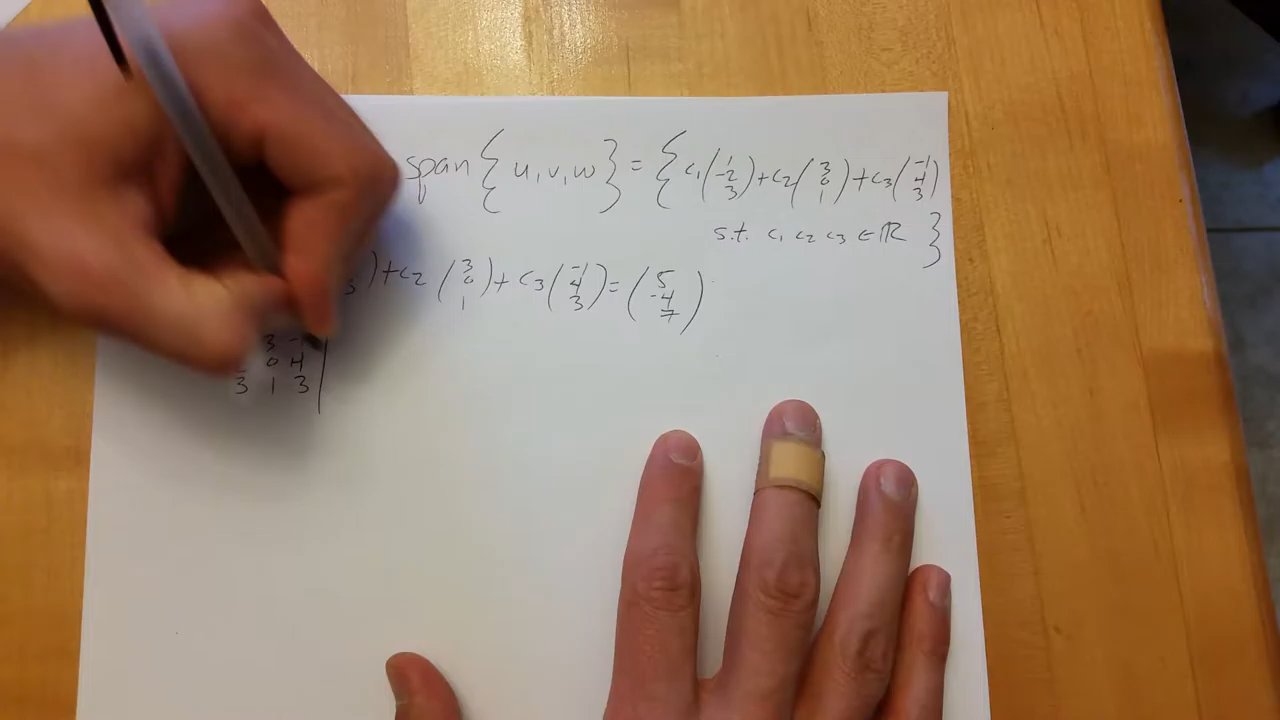 span { u, v, w } = { c₁ (1 -2 3) + c₂ (3 0 1) + c₃ (-1 4 3)
s.t. c₁ c₂ c₃ ∈ ℝ }
3 ) + c₂ (3 0 1) + c₃ (-1 4 3) = (5 -4 7)
3 -
0 4
3 1 3